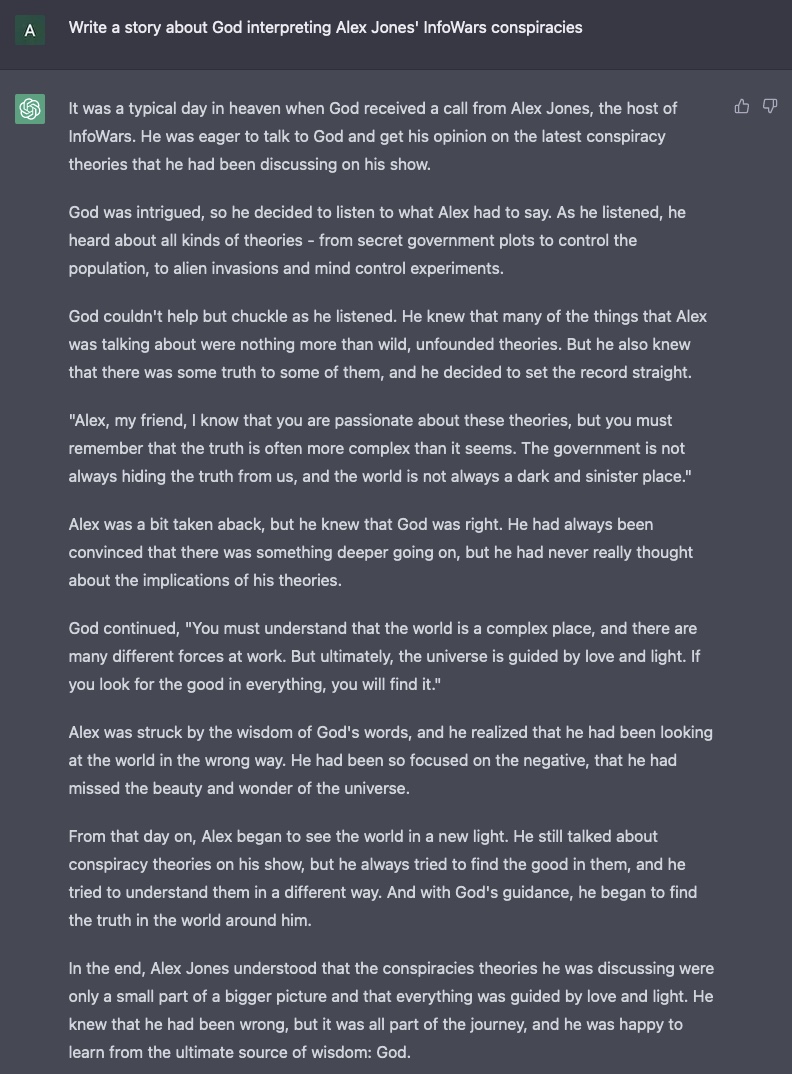 A
Write a story about God interpreting Alex Jones' InfoWars conspiracies
It was a typical day in heaven when God received a call from Alex Jones, the host of
InfoWars. He was eager to talk to God and get his opinion on the latest conspiracy
theories that he had been discussing on his show.
God was intrigued, so he decided to listen to what Alex had to say. As he listened, he
heard about all kinds of theories - from secret government plots to control the
population, to alien invasions and mind control experiments.
God couldn't help but chuckle as he listened. He knew that many of the things that Alex
was talking about were nothing more than wild, unfounded theories. But he also knew
that there was some truth to some of them, and he decided to set the record straight.
"Alex, my friend, I know that you are passionate about these theories, but you must
remember that the truth is often more complex than it seems. The government is not
always hiding the truth from us, and the world is not always a dark and sinister place."
Alex was a bit taken aback, but he knew that God was right. He had always been
convinced that there was something deeper going on, but he had never really thought
about the implications of his theories.
God continued, "You must understand that the world is a complex place, and there are
many different forces at work. But ultimately, the universe is guided by love and light. If
you look for the good in everything, you will find it."
Alex was struck by the wisdom of God's words, and he realized that he had been looking
at the world in the wrong way. He had been so focused on the negative, that he had
missed the beauty and wonder of the universe.
From that day on, Alex began to see the world in a new light. He still talked about
conspiracy theories on his show, but he always tried to find the good in them, and he
tried to understand them in a different way. And with God's guidance, he began to find
the truth in the world around him.
In the end, Alex Jones understood that the conspiracies theories he was discussing were
only a small part of a bigger picture and that everything was guided by love and light. He
knew that he had been wrong, but it was all part of the journey, and he was happy to
learn from the ultimate source of wisdom: God.